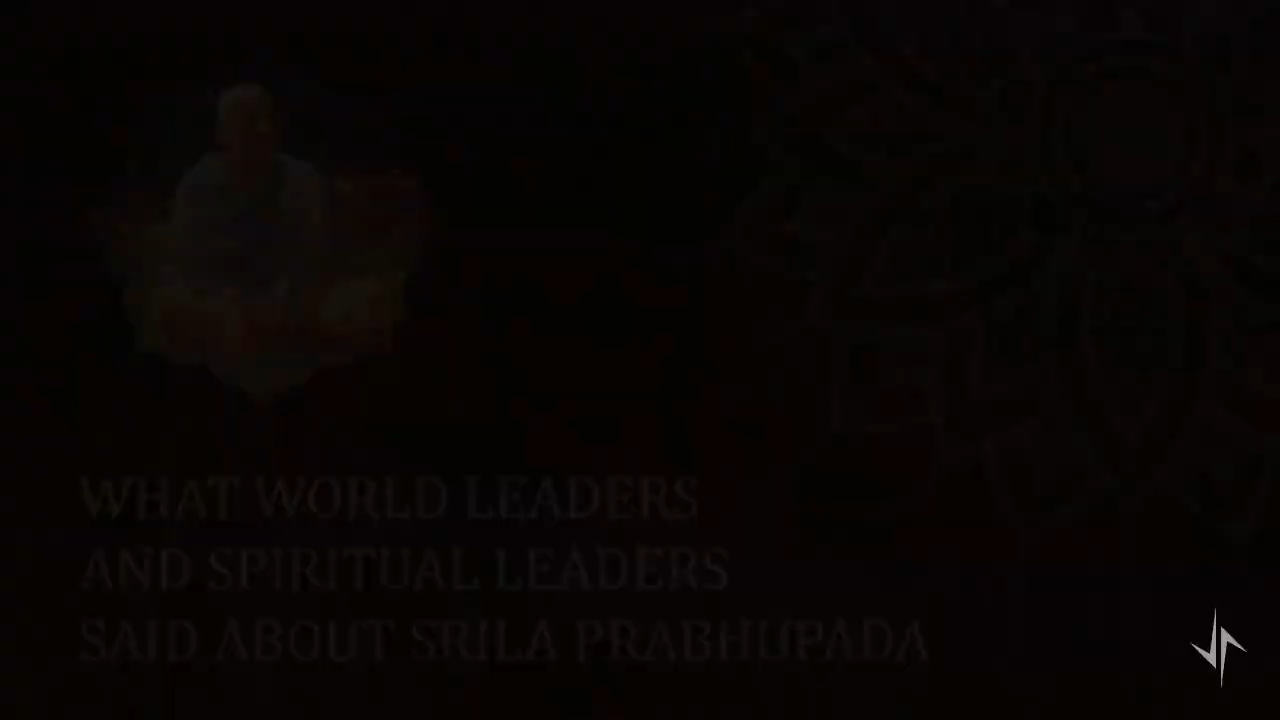 WHAT WORLD LEADERS
AND SPIRITUAL LEADERS
SAID ABOUT SRILA PRABHUPADA